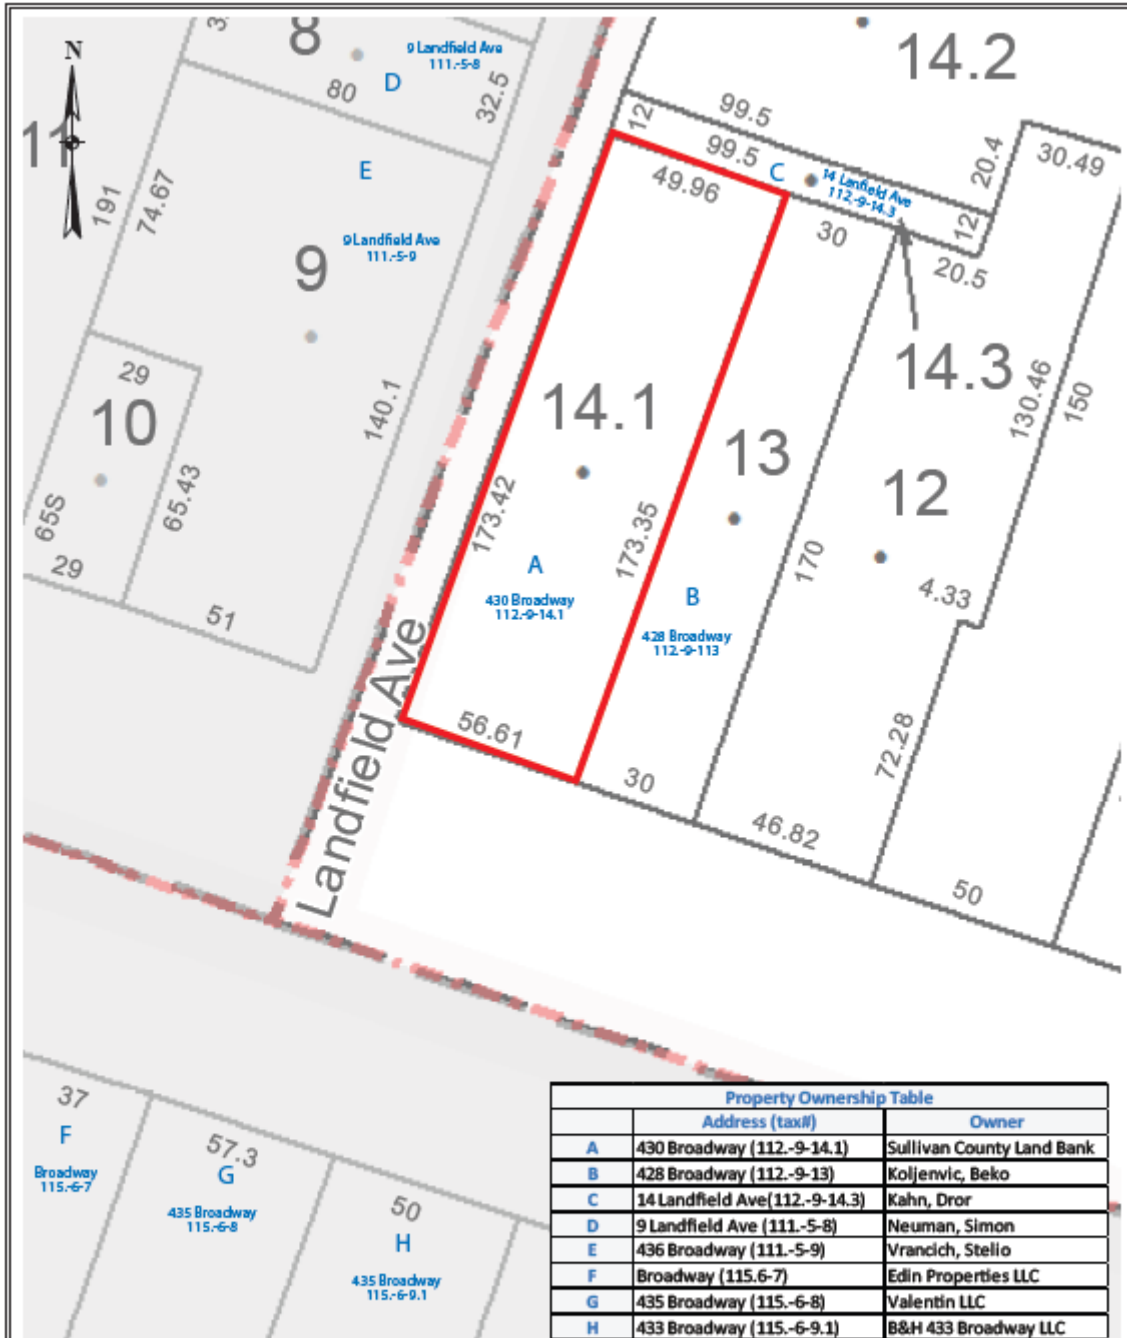 3
8
9 Landfield Ave
111.-5-8
D
80
32.5
N
11
E
191
74.67
9 Landfield Ave
111.-5-9
9
29
10
140.1
65.43
65S
29
51
14.2
12
99.5
99.5
C
14 Lanfield Ave
112.-9-14.3
20.4
30.49
12
49.96
30
20.5
14.3
14.1
13
130.46
150
12
173.42
173.35
170
4.33
A
430 Broadway
112.-9-14.1
B
428 Broadway
112.-9-113
72.28
Landfield Ave
56.61
30
46.82
50
37
F
Broadway
115.-6-7
57.3
G
435 Broadway
115.-6-8
50
H
435 Broadway
115.-6-9.1
Property Ownership Table
Address (tax#) Owner
A 430 Broadway (112.-9-14.1) Sullivan County Land Bank
B 428 Broadway (112.-9-13) Koljenvic, Beko
C 14 Landfield Ave(112.-9-14.3) Kahn, Dror
D 9 Landfield Ave (111.-5-8) Neuman, Simon
E 436 Broadway (111.-5-9) Vrancich, Stelio
F Broadway (115.6-7) Edin Properties LLC
G 435 Broadway (115.-6-8) Valentin LLC
H 433 Broadway (115.-6-9.1) B&H 433 Broadway LLC